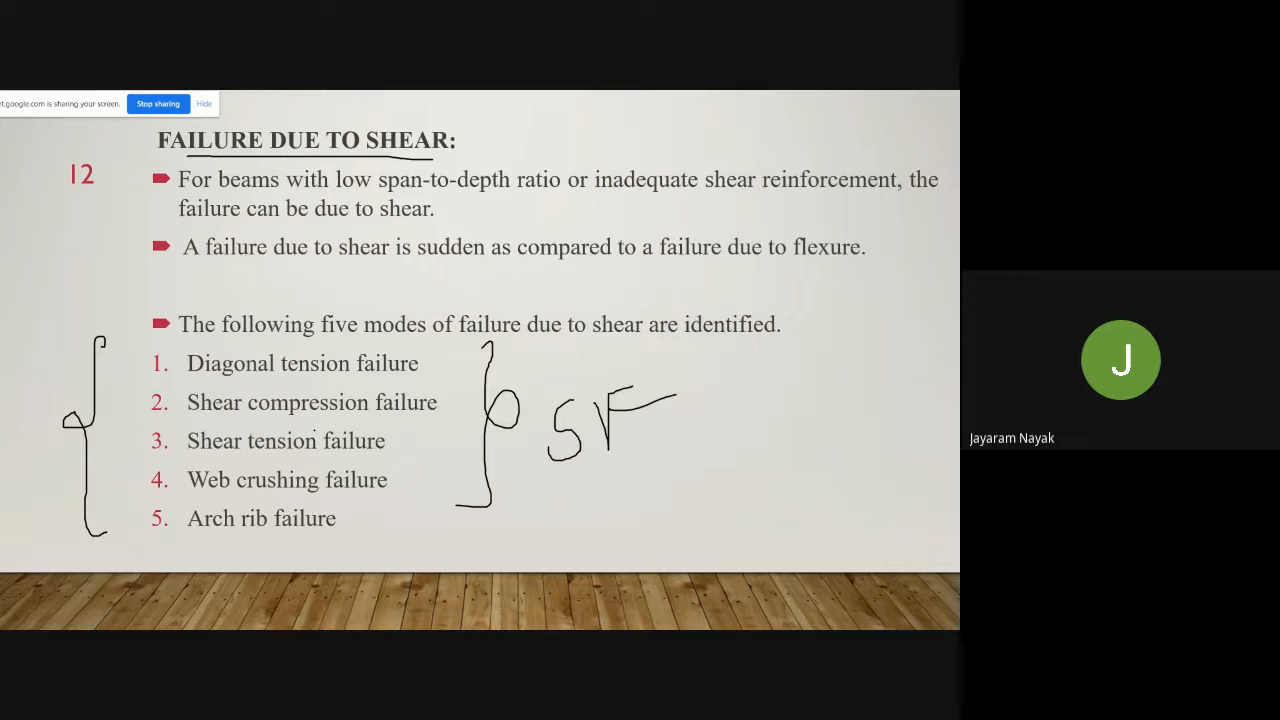 et.google.com is sharing your screen. Stop sharing Hide
FAILURE DUE TO SHEAR:
12
For beams with low span-to-depth ratio or inadequate shear reinforcement, the
failure can be due to shear.
A failure due to shear is sudden as compared to a failure due to flexure.
The following five modes of failure due to shear are identified.
1. Diagonal tension failure
2. Shear compression failure
3. Shear tension failure
4. Web crushing failure
5. Arch rib failure
SF
J
Jayaram Nayak